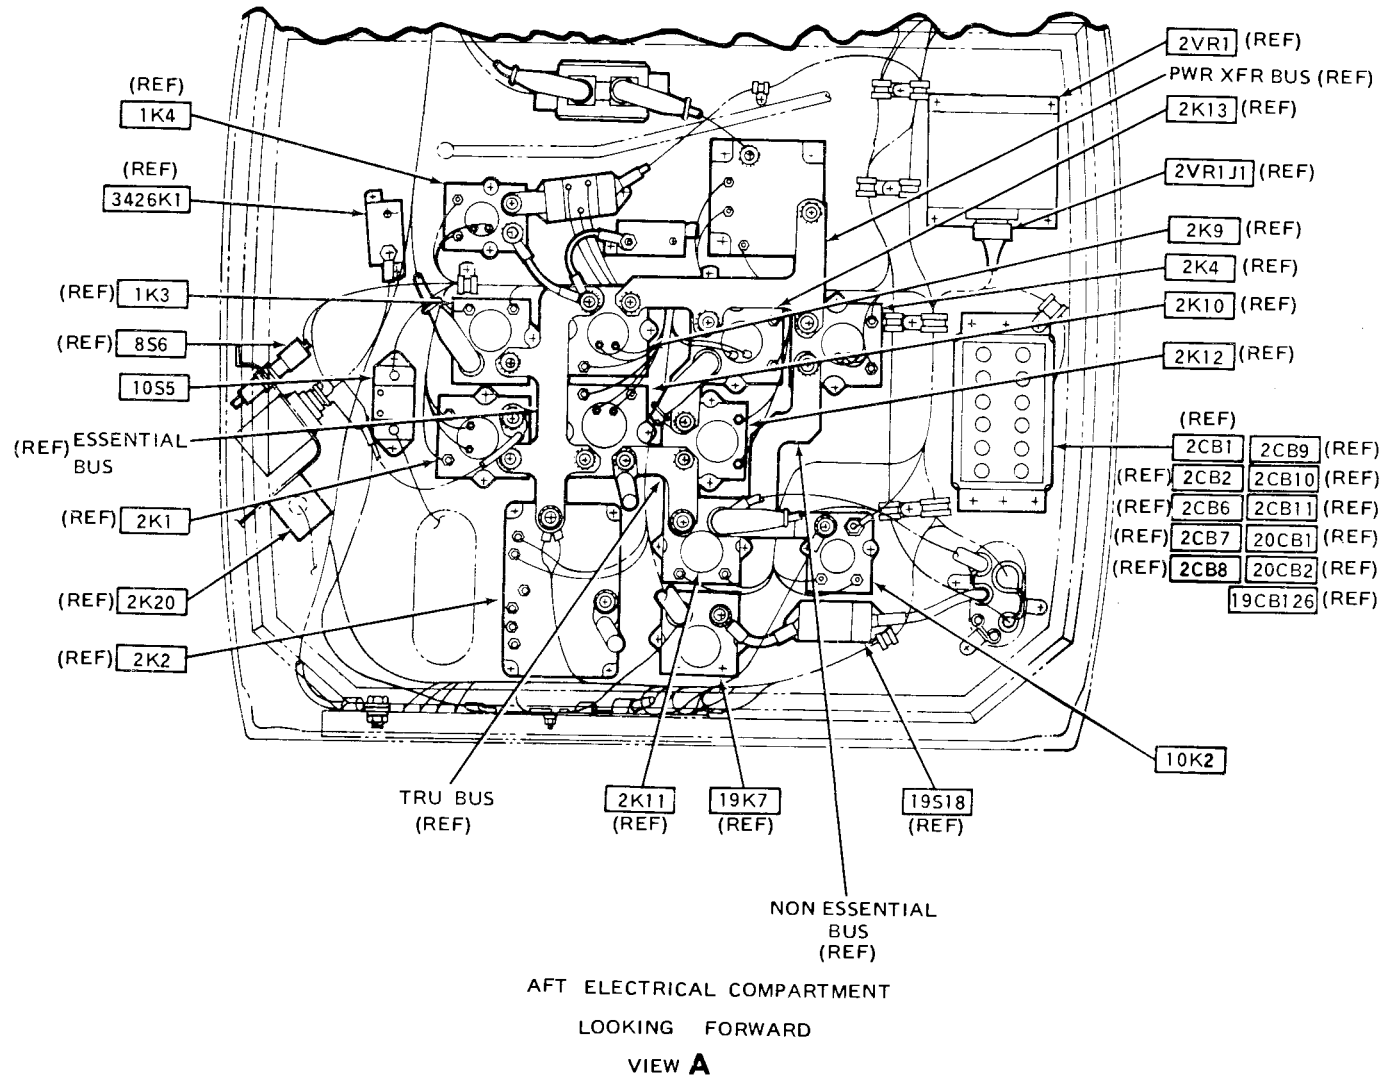 (REF)
1K4
(REF)
3426K1
(REF) 1K3
(REF) 8S6
10S5
(REF) ESSENTIAL
BUS
(REF) 2K1
(REF) 2K20
(REF) 2K2
2VR1 (REF)
PWR XFR BUS (REF)
2K13 (REF)
2VR1J1 (REF)
2K9 (REF)
2K4 (REF)
2K10 (REF)
2K12 (REF)
(REF)
2CB1 2CB9 (REF)
(REF) 2CB2 2CB10 (REF)
(REF) 2CB6 2CB11 (REF)
(REF) 2CB7 20CB1 (REF)
(REF) 2CB8 20CB2 (REF)
19CB126 (REF)
10K2
TRU BUS
(REF)
2K11
(REF)
19K7
(REF)
19S18
(REF)
NON ESSENTIAL
BUS
(REF)
AFT ELECTRICAL COMPARTMENT
LOOKING FORWARD
VIEW A